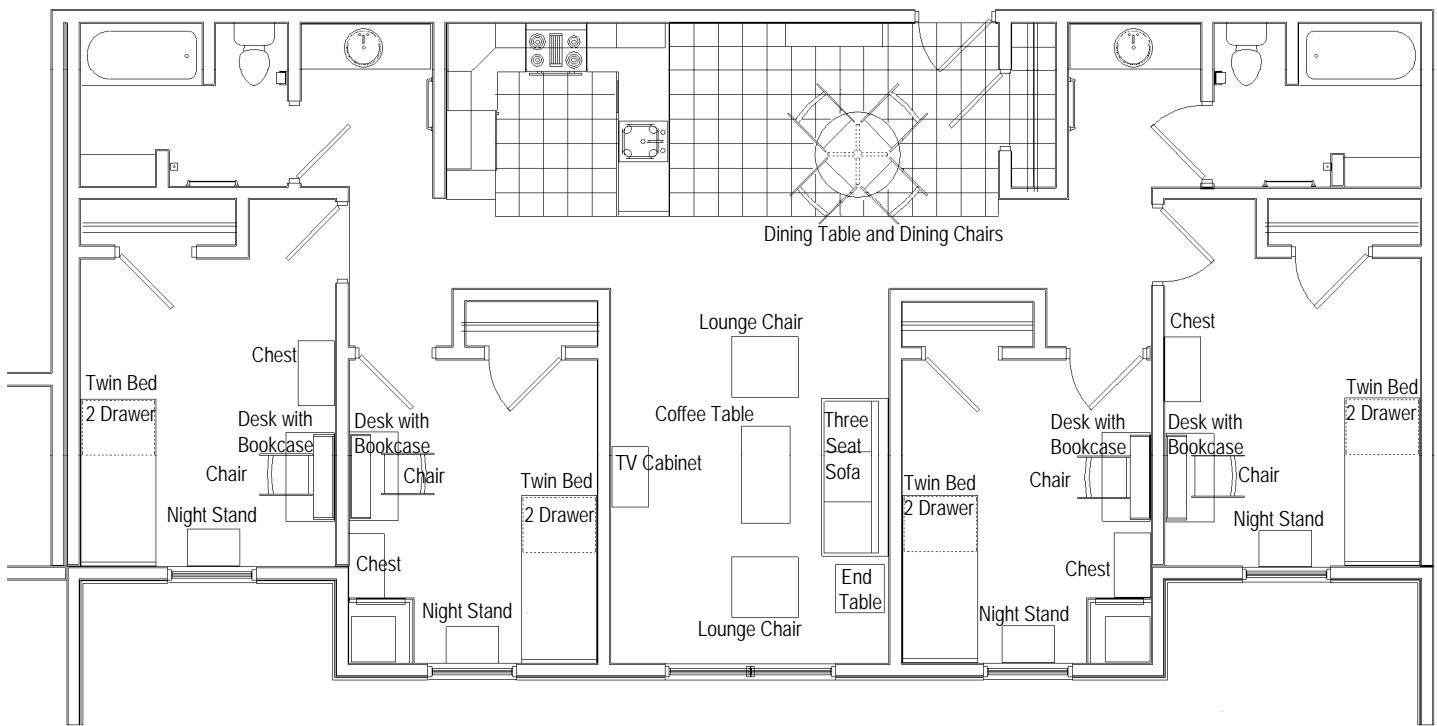 Dining Table and Dining Chairs
Lounge Chair
Chest
Chest
Twin Bed
2 Drawer
Twin Bed
2 Drawer
Coffee Table
Three
Seat
Sofa
Desk with
Bookcase
Chair
Desk with
Bookcase
Chair
Desk with
Bookcase
Chair
Desk with
Bookcase
Chair
TV Cabinet
Twin Bed
2 Drawer
Twin Bed
2 Drawer
Night Stand
Night Stand
Chest
Chest
End
Table
Night Stand
Night Stand
Lounge Chair